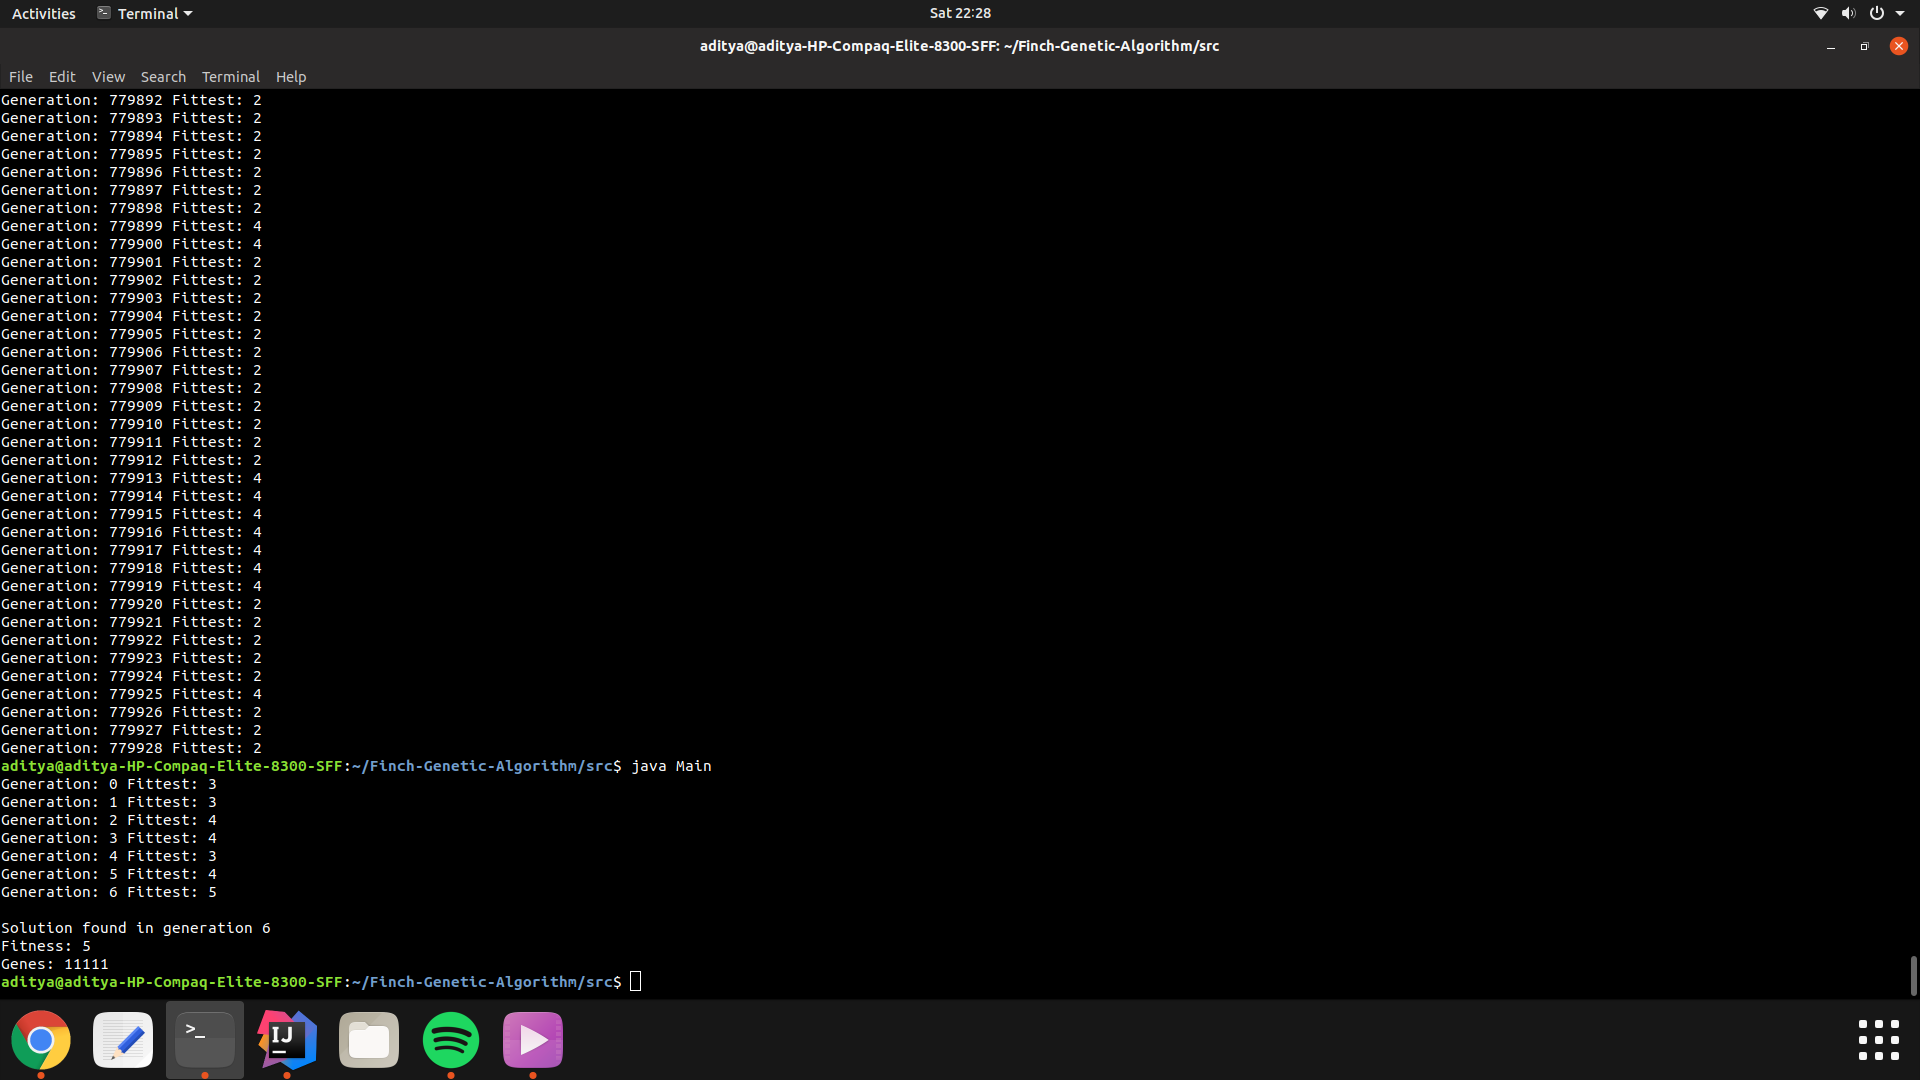 Activities Terminal Sat 22:28
aditya@aditya-HP-Compaq-Elite-8300-SFF: ~/Finch-Genetic-Algorithm/src
File Edit View Search Terminal Help
Generation: 779892 Fittest: 2
Generation: 779893 Fittest: 2
Generation: 779894 Fittest: 2
Generation: 779895 Fittest: 2
Generation: 779896 Fittest: 2
Generation: 779897 Fittest: 2
Generation: 779898 Fittest: 2
Generation: 779899 Fittest: 4
Generation: 779900 Fittest: 4
Generation: 779901 Fittest: 2
Generation: 779902 Fittest: 2
Generation: 779903 Fittest: 2
Generation: 779904 Fittest: 2
Generation: 779905 Fittest: 2
Generation: 779906 Fittest: 2
Generation: 779907 Fittest: 2
Generation: 779908 Fittest: 2
Generation: 779909 Fittest: 2
Generation: 779910 Fittest: 2
Generation: 779911 Fittest: 2
Generation: 779912 Fittest: 2
Generation: 779913 Fittest: 4
Generation: 779914 Fittest: 4
Generation: 779915 Fittest: 4
Generation: 779916 Fittest: 4
Generation: 779917 Fittest: 4
Generation: 779918 Fittest: 4
Generation: 779919 Fittest: 4
Generation: 779920 Fittest: 2
Generation: 779921 Fittest: 2
Generation: 779922 Fittest: 2
Generation: 779923 Fittest: 2
Generation: 779924 Fittest: 2
Generation: 779925 Fittest: 4
Generation: 779926 Fittest: 2
Generation: 779927 Fittest: 2
Generation: 779928 Fittest: 2
aditya@aditya-HP-Compaq-Elite-8300-SFF:~/Finch-Genetic-Algorithm/src$ java Main
Generation: 0 Fittest: 3
Generation: 1 Fittest: 3
Generation: 2 Fittest: 4
Generation: 3 Fittest: 4
Generation: 4 Fittest: 3
Generation: 5 Fittest: 4
Generation: 6 Fittest: 5
Solution found in generation 6
Fitness: 5
Genes: 11111
aditya@aditya-HP-Compaq-Elite-8300-SFF:~/Finch-Genetic-Algorithm/src$
>_ IJ